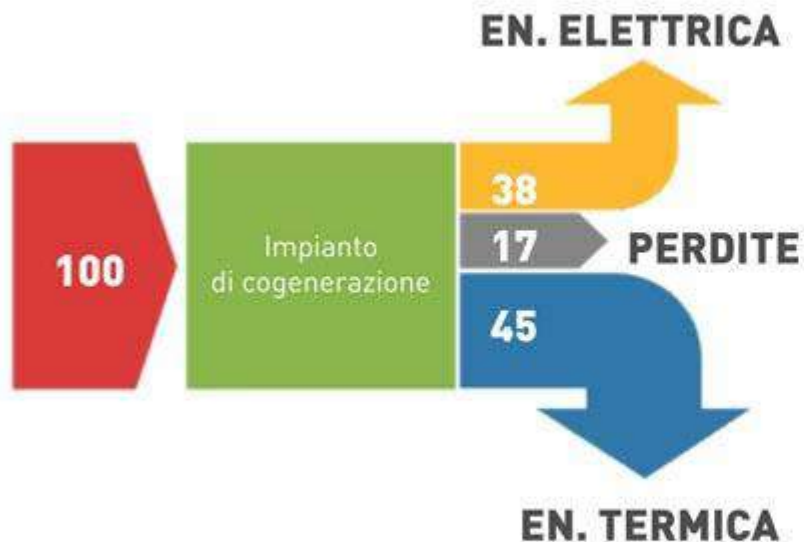 EN. ELETTRICA
38
100
Impianto
di cogenerazione
17
PERDITE
45
EN. TERMICA